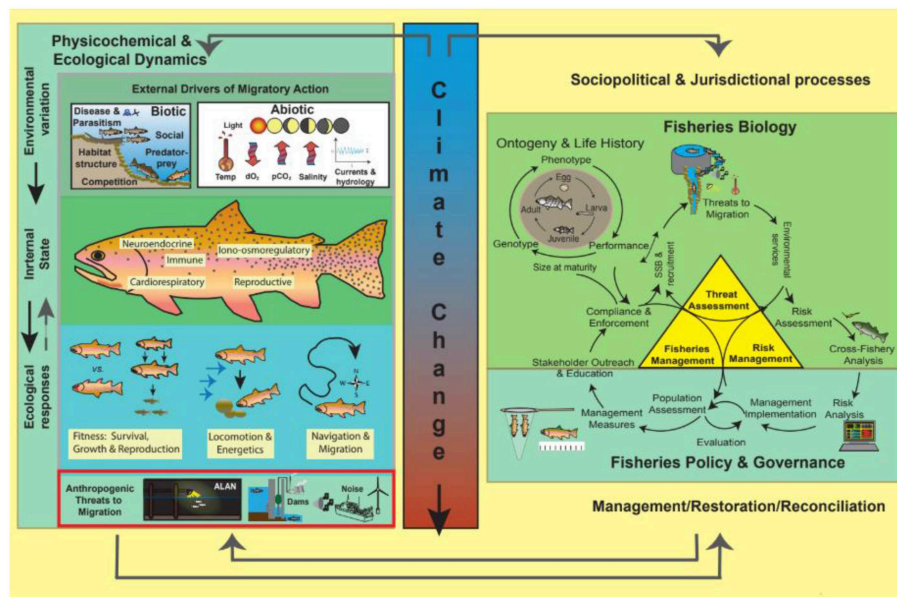 Physicochemical &
Ecological Dynamics
Environmental
variation
Inrternal
State
Ecological
responses
External Drivers of Migratory Action
Disease &
Parasitism
Biotic
Social
Habitat
structure
Predator-
prey
Competition
Abiotic
Light
Temp
dO₂
pCO₂
Salinity
Currents &
hydrology
Neuroendocrine
Iono-osmoregulatory
Immune
Cardiorespiratory
Reproductive
vs.
N
W
E
S
Fitness: Survival,
Growth & Reproduction
Locomotion &
Energetics
Navigation &
Migration
Anthropogenic
Threats to
Migration
ALAN
Dams
Noise
Climate Change
Sociopolitical & Jurisdictional processes
Fisheries Biology
Ontogeny & Life History
Phenotype
Egg
Adult
Larva
Juvenile
Genotype
Performance
Size at maturity
Threats to
Migration
SSB &
recruitment
Environmental
services
Threat
Assessment
Compliance &
Enforcement
Risk
Assessment
Fisheries
Management
Risk
Management
Cross-Fishery
Analysis
Stakeholder Outreach
& Education
Population
Assessment
Management
Implementation
Risk
Analysis
Management
Measures
Evaluation
Fisheries Policy & Governance
Management/Restoration/Reconciliation